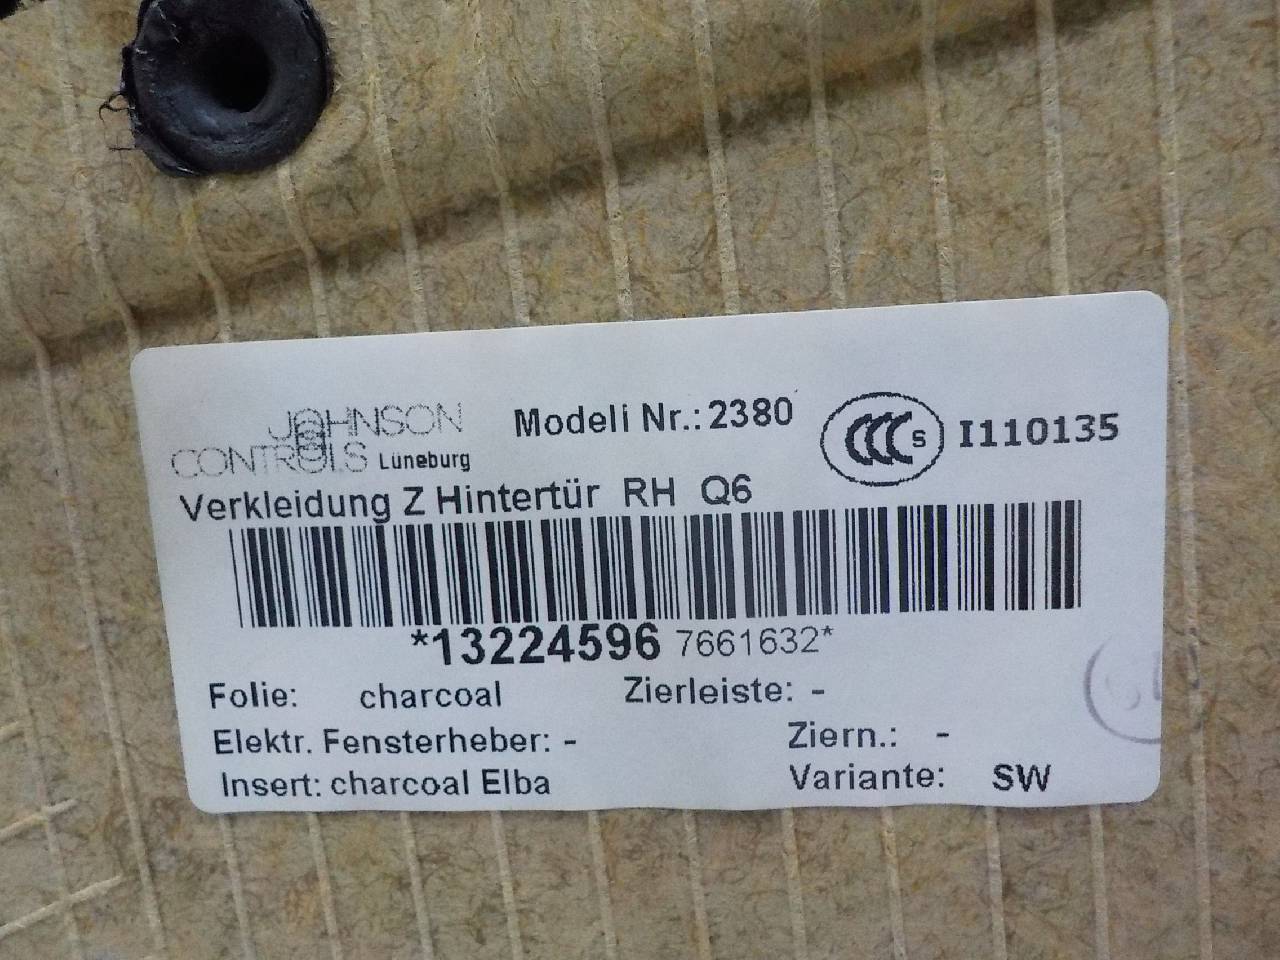 JOHNSON
CONTROLS Lüneburg
Modell Nr.: 2380
CCC S I110135
Verkleidung Z Hintertür RH Q6
*13224596 7661632*
Folie: charcoal Zierleiste: -
Elektr. Fensterheber: - Ziern.: -
Insert: charcoal Elba Variante: SW